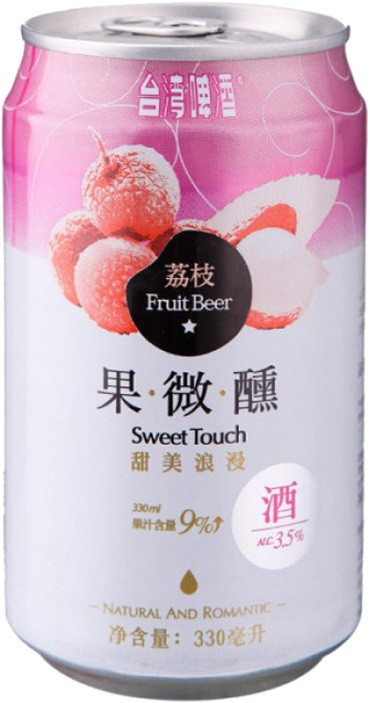 台湾啤酒®
荔枝
Fruit Beer
果·微·醺
Sweet Touch
甜美浪漫
330ml
果汁含量 9%↑
酒
ALC.3.5%
NATURAL AND ROMANTIC
净含量：330毫升